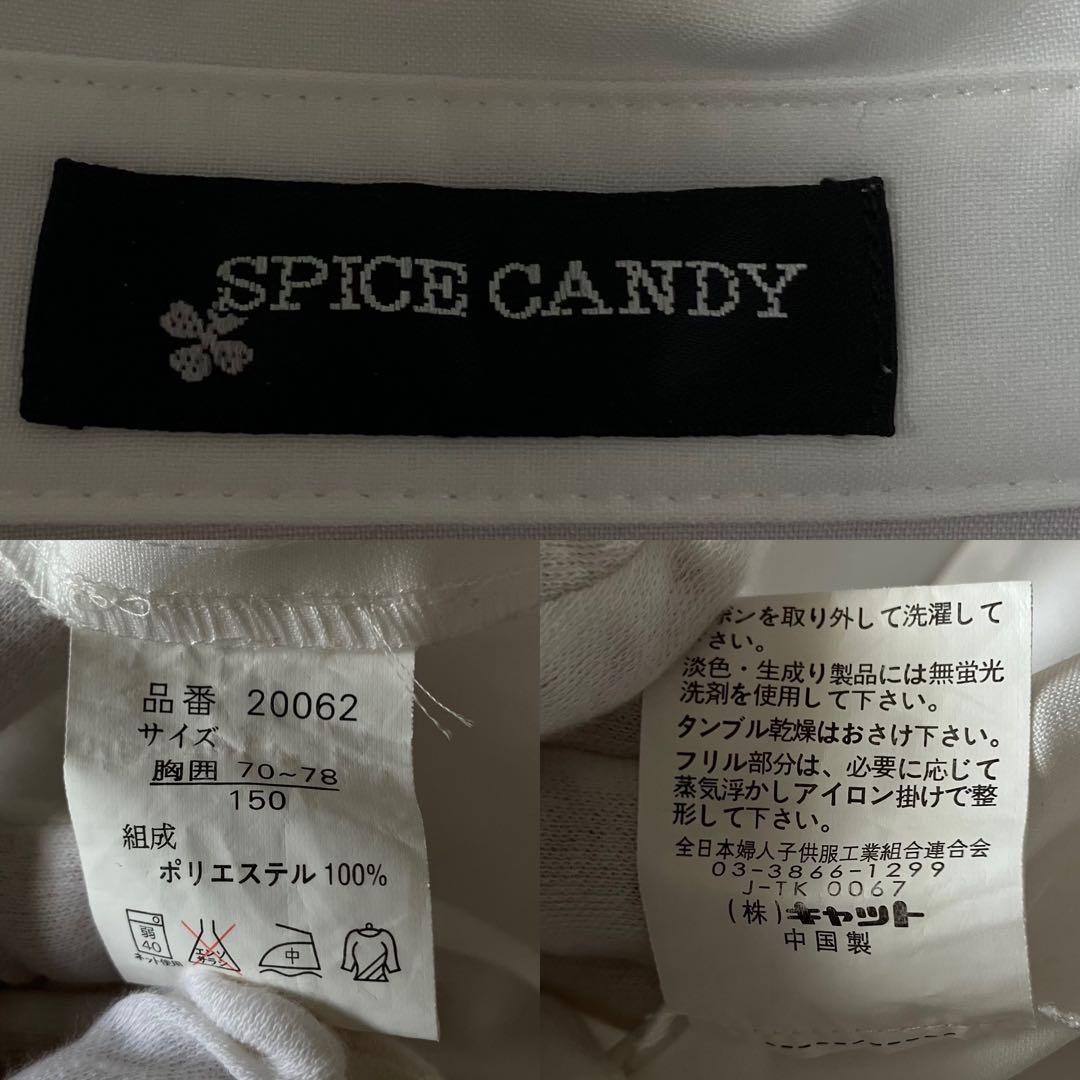 SPICE CANDY
品番 20062
サイズ
胸囲 70~78
150
組成
ポリエステル 100%
弱
40
ネット使用
エンソ
サラシ
中
ボンを取り外して洗濯して
下さい。
淡色・生成り製品には無蛍光
洗剤を使用して下さい。
タンブル乾燥はおさけ下さい。
フリル部分は、必要に応じて
蒸気浮かしアイロン掛けで整
形して下さい。
全日本婦人子供服工業組合連合会
03-3866-1299
J-TK 0067
(株)キャット
中国製